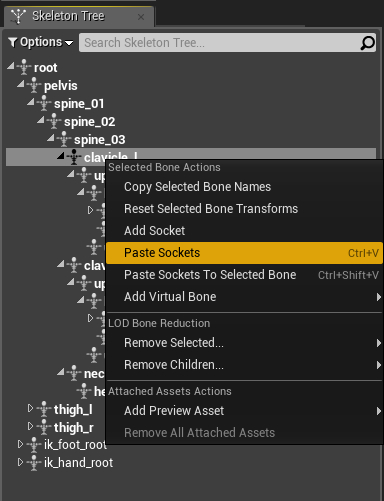 Skeleton Tree
Options
Search Skeleton Tree...
root
pelvis
spine_01
spine_02
spine_03
clavicle_l
Selected Bone Actions
up
Copy Selected Bone Names
Reset Selected Bone Transforms
Add Socket
Paste Sockets Ctrl+V
clav
Paste Sockets To Selected Bone Ctrl+Shift+V
up
Add Virtual Bone
LOD Bone Reduction
Remove Selected...
nec
Remove Children...
he
Attached Assets Actions
thigh_l
Add Preview Asset
thigh_r
Remove All Attached Assets
ik_foot_root
ik_hand_root